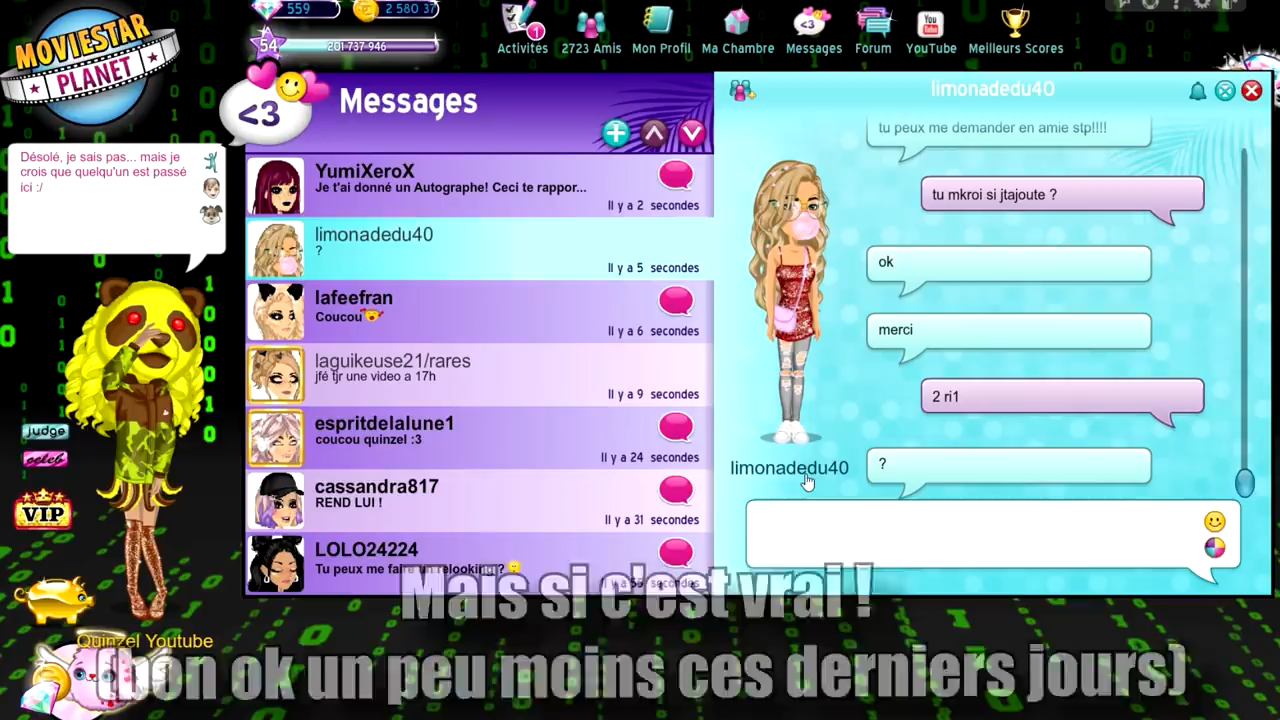 559
2 580 37
54
201 737 946
1
Activités
2723 Amis
Mon Profil
Ma Chambre
<3
Messages
Forum
You
Tube
YouTube
Meilleurs Scores
MOVIESTAR
PLANET
<3
Messages
limonadedu40
Désolé, je sais pas... mais je
crois que quelqu'un est passé
ici :/
YumiXeroX
Je t'ai donné un Autographe! Ceci te rappor...
Il y a 2 secondes
limonadedu40
?
Il y a 5 secondes
lafeefran
Coucou
Il y a 6 secondes
laguikeuse21/rares
jfé tjr une video a 17h
Il y a 9 secondes
espritdelalune1
coucou quinzel :3
Il y a 24 secondes
cassandra817
REND LUI !
Il y a 31 secondes
LOLO24224
Tu peux me faire un relooking ?
tu peux me demander en amie stp!!!!
tu mkroi si jtajoute ?
ok
merci
2 ri1
?
limonadedu40
judge
celeb
VIP
Quinzel Youtube
Mais si c'est vrai !
(bon ok un peu moins ces derniers jours)